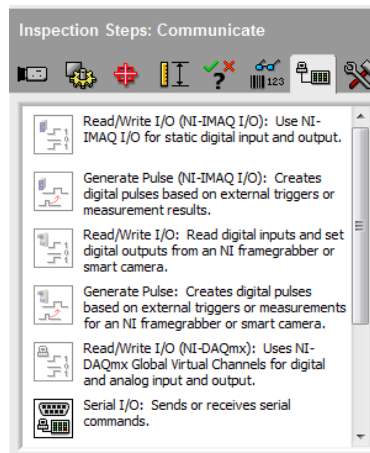 Inspection Steps: Communicate
123
Read/Write I/O (NI-IMAQ I/O): Use NI-
IMAQ I/O for static digital input and output.
Generate Pulse (NI-IMAQ I/O): Creates
digital pulses based on external triggers or
measurement results.
Read/Write I/O: Read digital inputs and set
digital outputs from an NI framegrabber or
smart camera.
Generate Pulse: Creates digital pulses
based on external triggers or measurements
for an NI framegrabber or smart camera.
Read/Write I/O (NI-DAQmx): Uses NI-
DAQmx Global Virtual Channels for digital
and analog input and output.
Serial I/O: Sends or receives serial
commands.